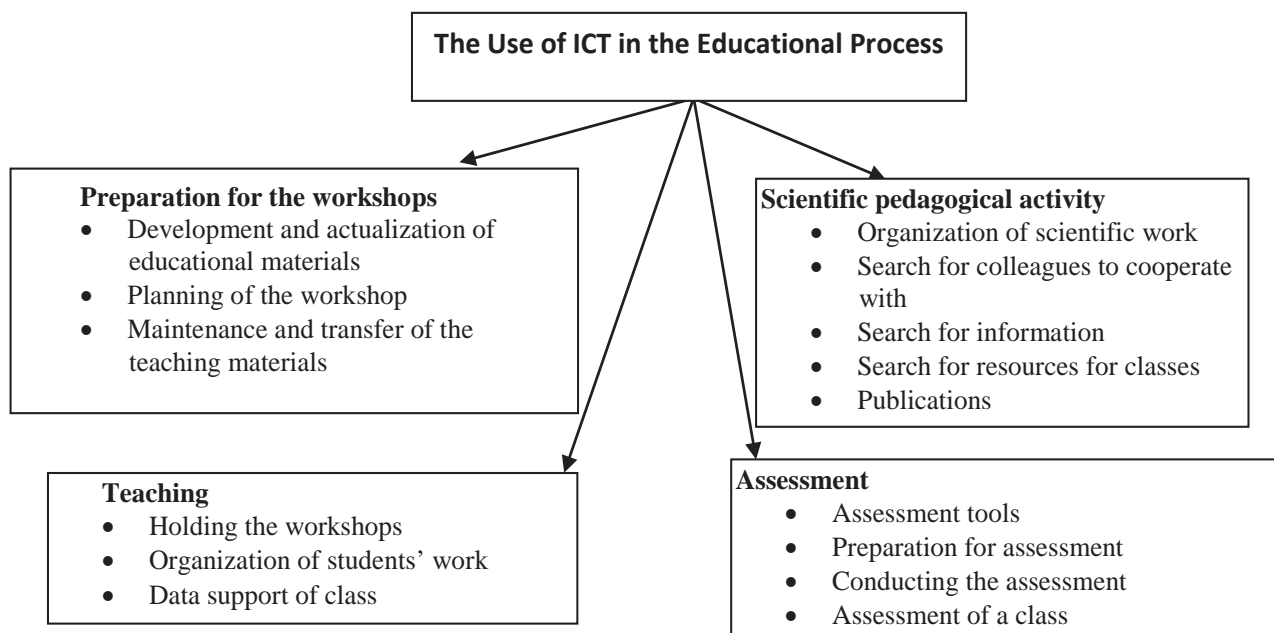 The Use of ICT in the Educational Process
Preparation for the workshops
• Development and actualization of
educational materials
• Planning of the workshop
• Maintenance and transfer of the
teaching materials
Scientific pedagogical activity
• Organization of scientific work
• Search for colleagues to cooperate
with
• Search for information
• Search for resources for classes
• Publications
Teaching
• Holding the workshops
• Organization of students’ work
• Data support of class
Assessment
• Assessment tools
• Preparation for assessment
• Conducting the assessment
• Assessment of a class